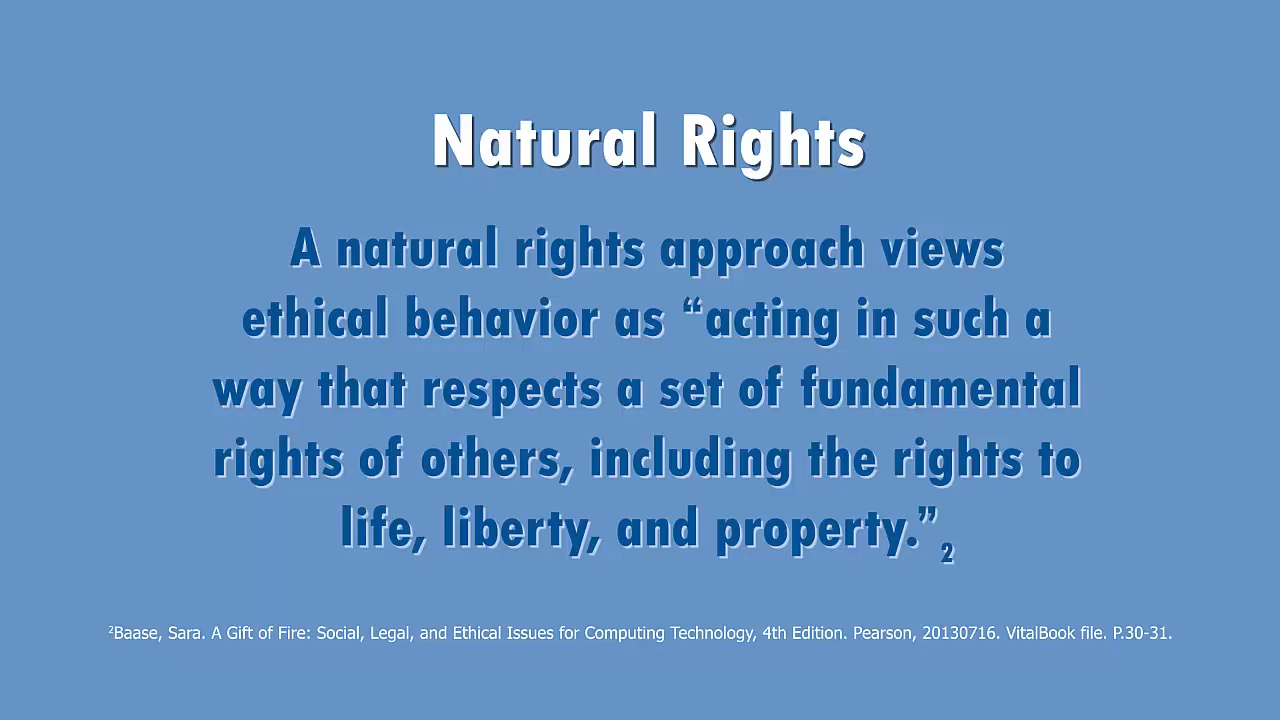 Natural Rights
A natural rights approach views
ethical behavior as “acting in such a
way that respects a set of fundamental
rights of others, including the rights to
life, liberty, and property.”2
2Baase, Sara. A Gift of Fire: Social, Legal, and Ethical Issues for Computing Technology, 4th Edition. Pearson, 20130716. VitalBook file. P.30-31.